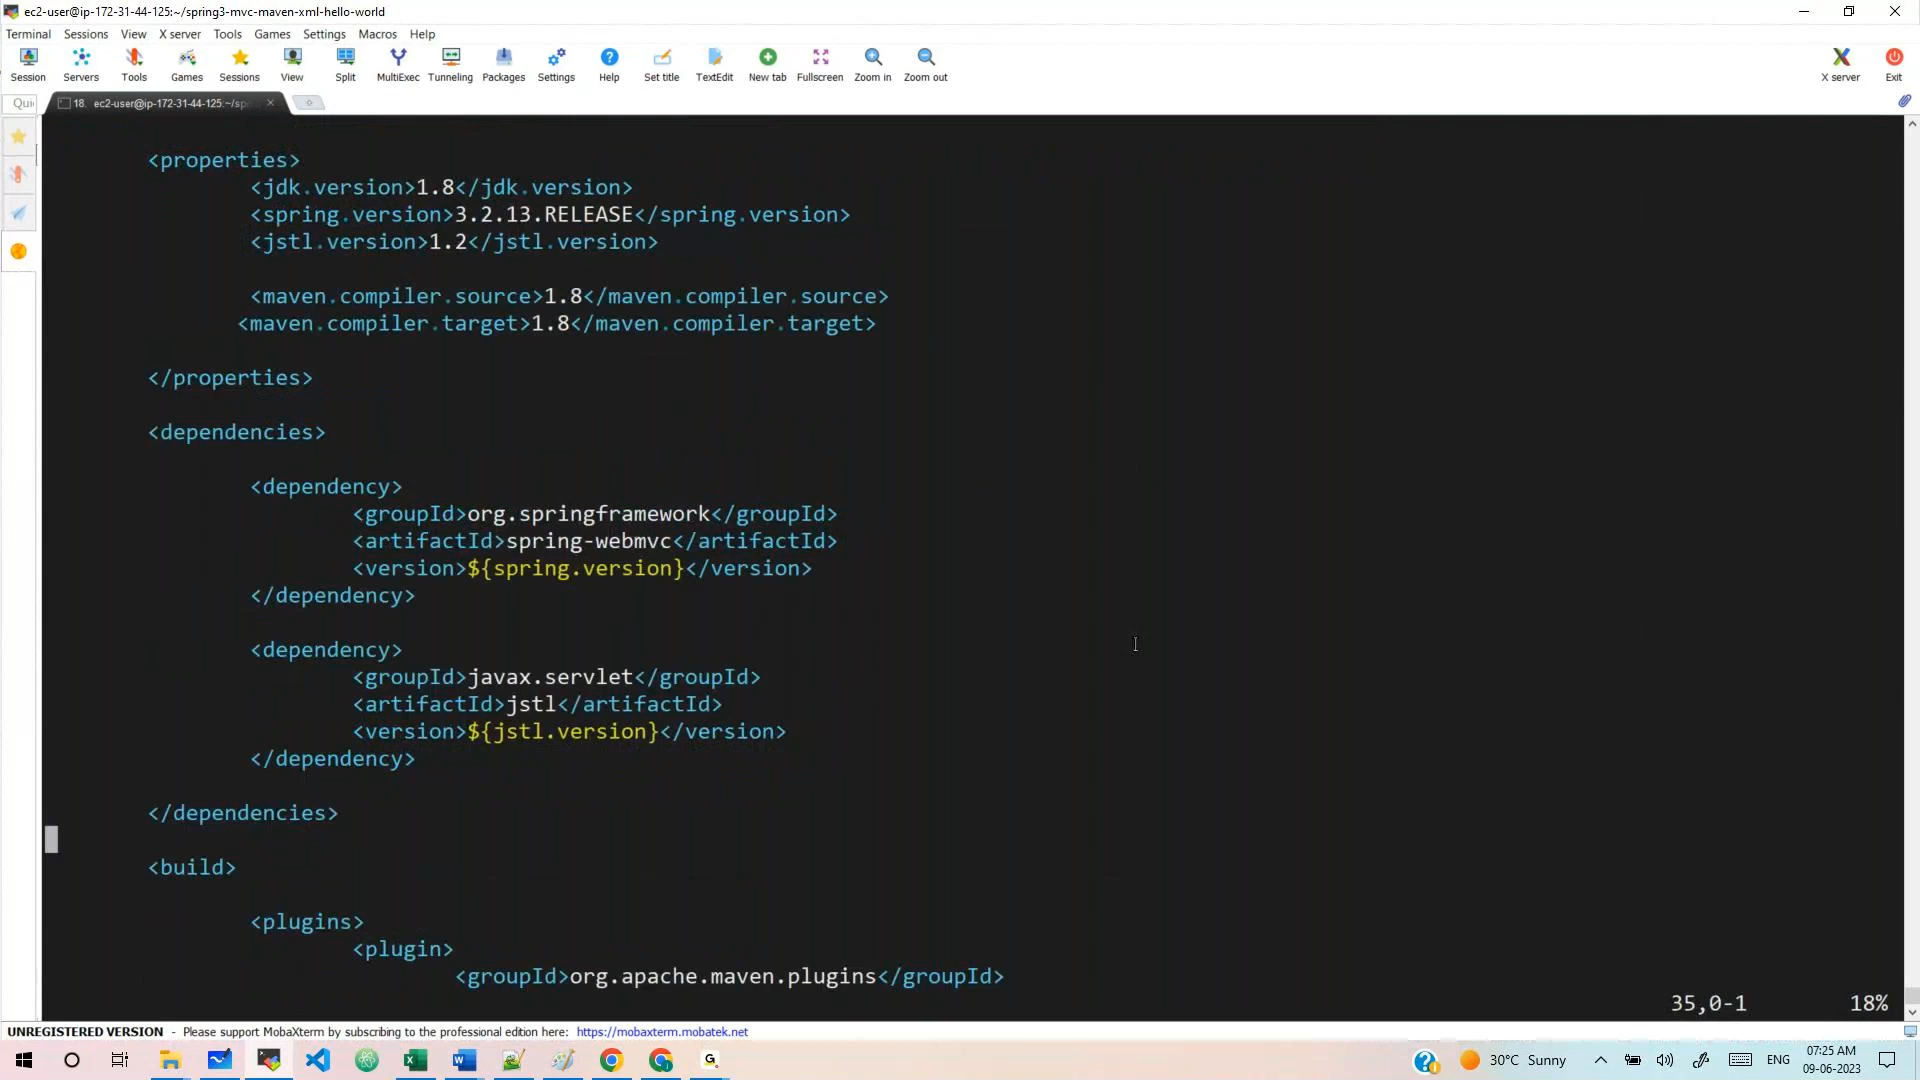 ec2-user@ip-172-31-44-125:~/spring3-mvc-maven-xml-hello-world
Terminal Sessions View X server Tools Games Settings Macros Help
Session Servers Tools Games Sessions View Split MultiExec Tunneling Packages Settings Help Set title TextEdit New tab Fullscreen Zoom in Zoom out X server Exit
Qui 18. ec2-user@ip-172-31-44-125:~/sp
<properties>
<jdk.version>1.8</jdk.version>
<spring.version>3.2.13.RELEASE</spring.version>
<jstl.version>1.2</jstl.version>
<maven.compiler.source>1.8</maven.compiler.source>
<maven.compiler.target>1.8</maven.compiler.target>
</properties>
<dependencies>
<dependency>
<groupId>org.springframework</groupId>
<artifactId>spring-webmvc</artifactId>
<version>${spring.version}</version>
</dependency>
<dependency>
<groupId>javax.servlet</groupId>
<artifactId>jstl</artifactId>
<version>${jstl.version}</version>
</dependency>
</dependencies>
<build>
<plugins>
<plugin>
<groupId>org.apache.maven.plugins</groupId>
35,0-1 18%
UNREGISTERED VERSION - Please support MobaXterm by subscribing to the professional edition here: https://mobaxterm.mobatek.net
30°C Sunny ENG 07:25 AM
09-06-2023